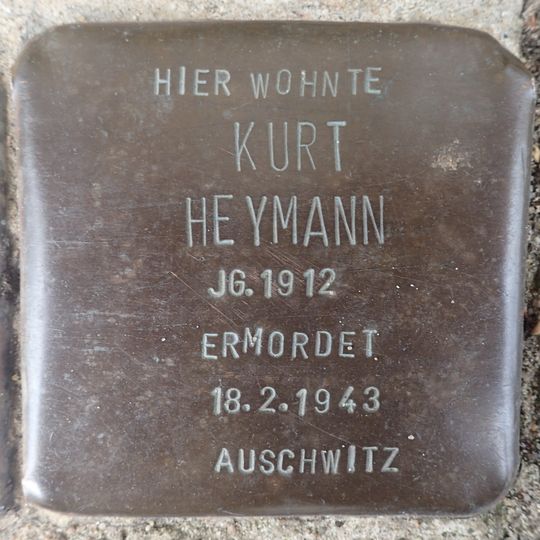 HIER WOHNTE
KURT
HEYMANN
JG. 1912
ERMORDET
18.2.1943
AUSCHWITZ